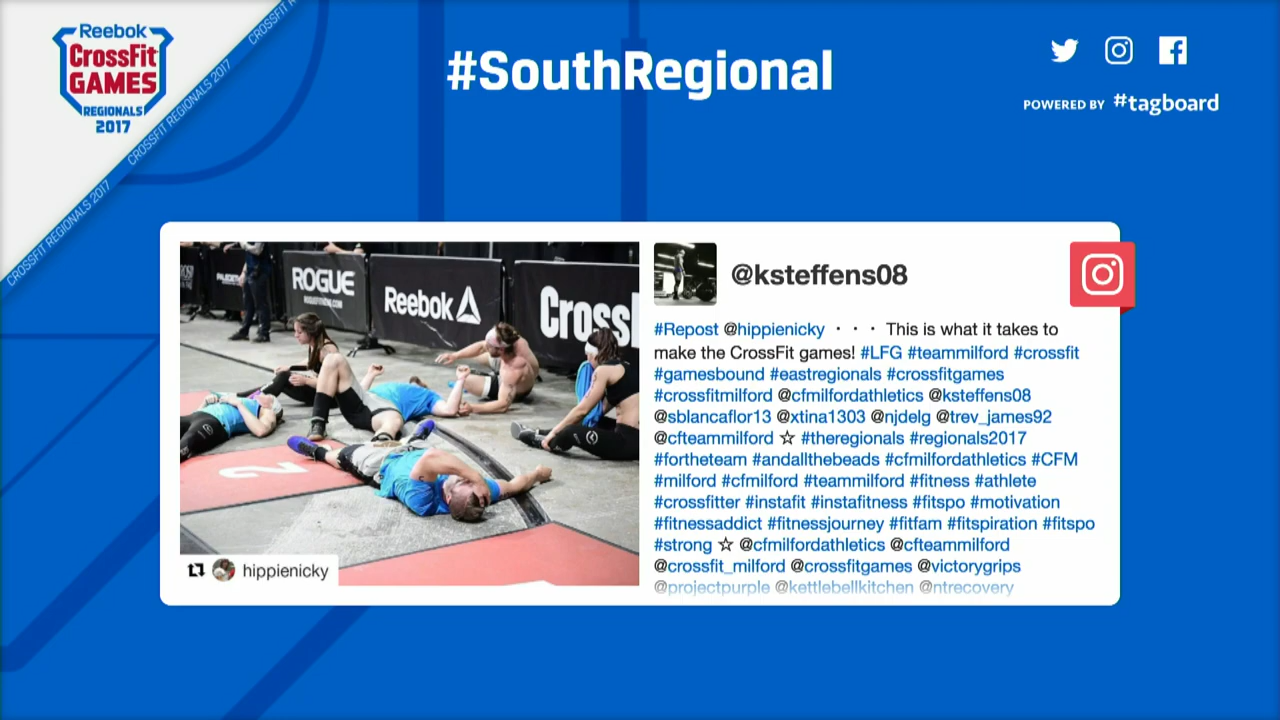 Reebok
CrossFit
GAMES
REGIONALS
2017
CROSSFIT REGIONALS 2017
CROSSFIT REGIONALS 2017
CROSSFIT R
#SouthRegional
POWERED BY #tagboard
ROGUE
Reebok
CrossF
2
hippienicky
@ksteffens08
#Repost @hippienicky · · · This is what it takes to
make the CrossFit games! #LFG #teammilford #crossfit
#gamesbound #eastregionals #crossfitgames
#crossfitmilford @cfmilfordathletics @ksteffens08
@sblancaflor13 @xtina1303 @njdelg @trev_james92
@cfteammilford ☆ #theregionals #regionals2017
#fortheteam #andallthebeads #cfmilfordathletics #CFM
#milford #cfmilford #teammilford #fitness #athlete
#crossfitter #instafit #instafitness #fitspo #motivation
#fitnessaddict #fitnessjourney #fitfam #fitspiration #fitspo
#strong ☆ @cfmilfordathletics @cfteammilford
@crossfit_milford @crossfitgames @victorygrips
@projectpurple @kettlebellkitchen @ntrecovery